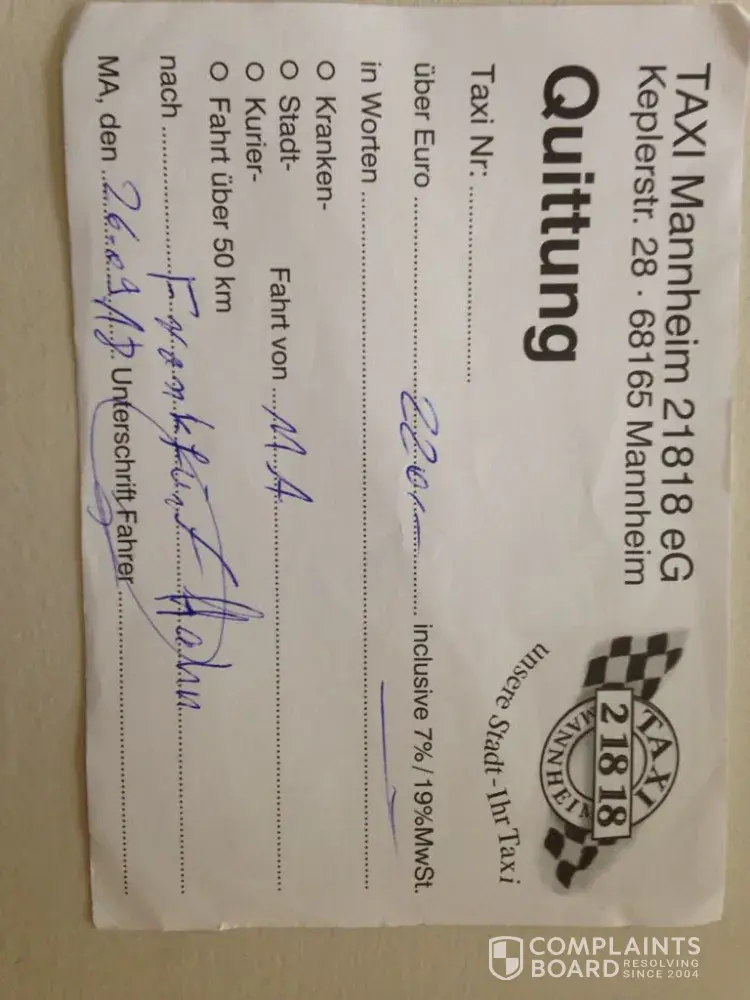 TAXI Mannheim 21818 eG
Keplerstr. 28 · 68165 Mannheim
Quittung
TAXI
21818
MANNHEIM
unsere Stadt-Ihr Taxi
Taxi Nr:
über Euro 220,- inclusive 7% / 19%MwSt.
in Worten
O Kranken-
O Stadt- Fahrt von MA
O Kurier-
O Fahrt über 50 km
nach Frankfurt Hahn
MA, den 26.09.13 Unterschrift Fahrer
COMPLAINTS
BOARD RESOLVING SINCE 2004